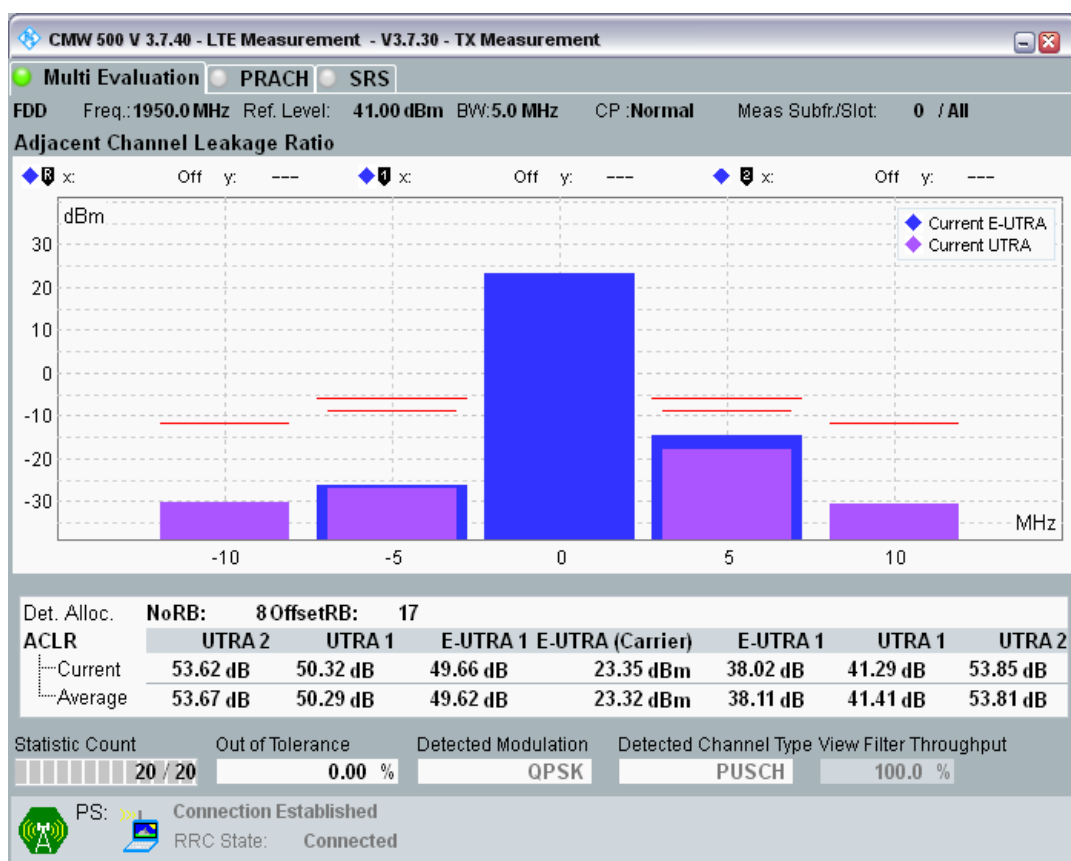 CMW 500 V 3.7.40 - LTE Measurement - V3.7.30 - TX Measurement
Multi Evaluation PRACH SRS
FDD Freq.: 1950.0 MHz Ref. Level: 41.00 dBm BW: 5.0 MHz CP : Normal Meas Subfr./Slot: 0 / All
Adjacent Channel Leakage Ratio
R x: Off y: --- 1 x: Off y: --- 2 x: Off y: ---
dBm
Current E-UTRA
Current UTRA
30
20
10
0
-10
-20
-30
MHz
-10 -5 0 5 10
Det. Alloc. NoRB: 8 OffsetRB: 17
ACLR UTRA 2 UTRA 1 E-UTRA 1 E-UTRA (Carrier) E-UTRA 1 UTRA 1 UTRA 2
Current 53.62 dB 50.32 dB 49.66 dB 23.35 dBm 38.02 dB 41.29 dB 53.85 dB
Average 53.67 dB 50.29 dB 49.62 dB 23.32 dBm 38.11 dB 41.41 dB 53.81 dB
Statistic Count Out of Tolerance Detected Modulation Detected Channel Type View Filter Throughput
20 / 20 0.00 % QPSK PUSCH 100.0 %
PS: Connection Established
RRC State: Connected